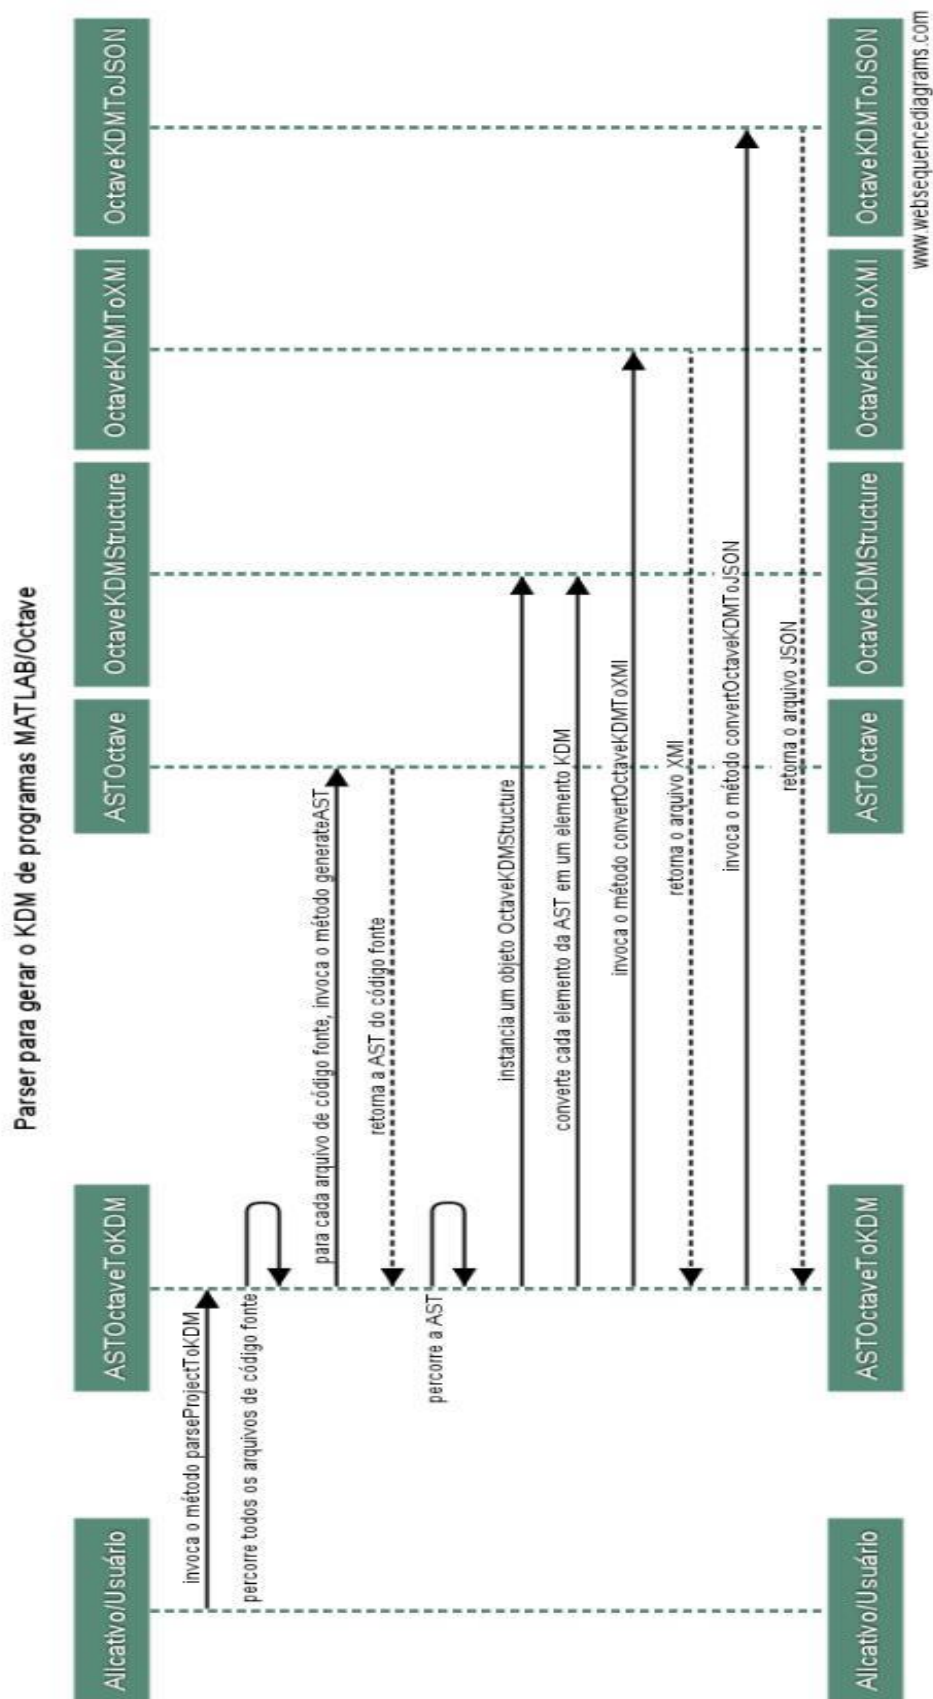 Parser para gerar o KDM de programas MATLAB/Octave
Alicativo/Usuário
ASTOctaveToKDM
ASTOctave
OctaveKDMStructure
OctaveKDMToXMI
OctaveKDMToJSON
invoca o método parseProjectToKDM
percorre todos os arquivos de código fonte
para cada arquivo de código fonte, invoca o método generateAST
retorna a AST do código fonte
percorre a AST
instancia um objeto OctaveKDMStructure
converte cada elemento da AST em um elemento KDM
invoca o método convertOctaveKDMToXMI
retorna o arquivo XMI
invoca o método convertOctaveKDMToJSON
retorna o arquivo JSON
Alicativo/Usuário
ASTOctaveToKDM
ASTOctave
OctaveKDMStructure
OctaveKDMToXMI
OctaveKDMToJSON
www.websequencediagrams.com